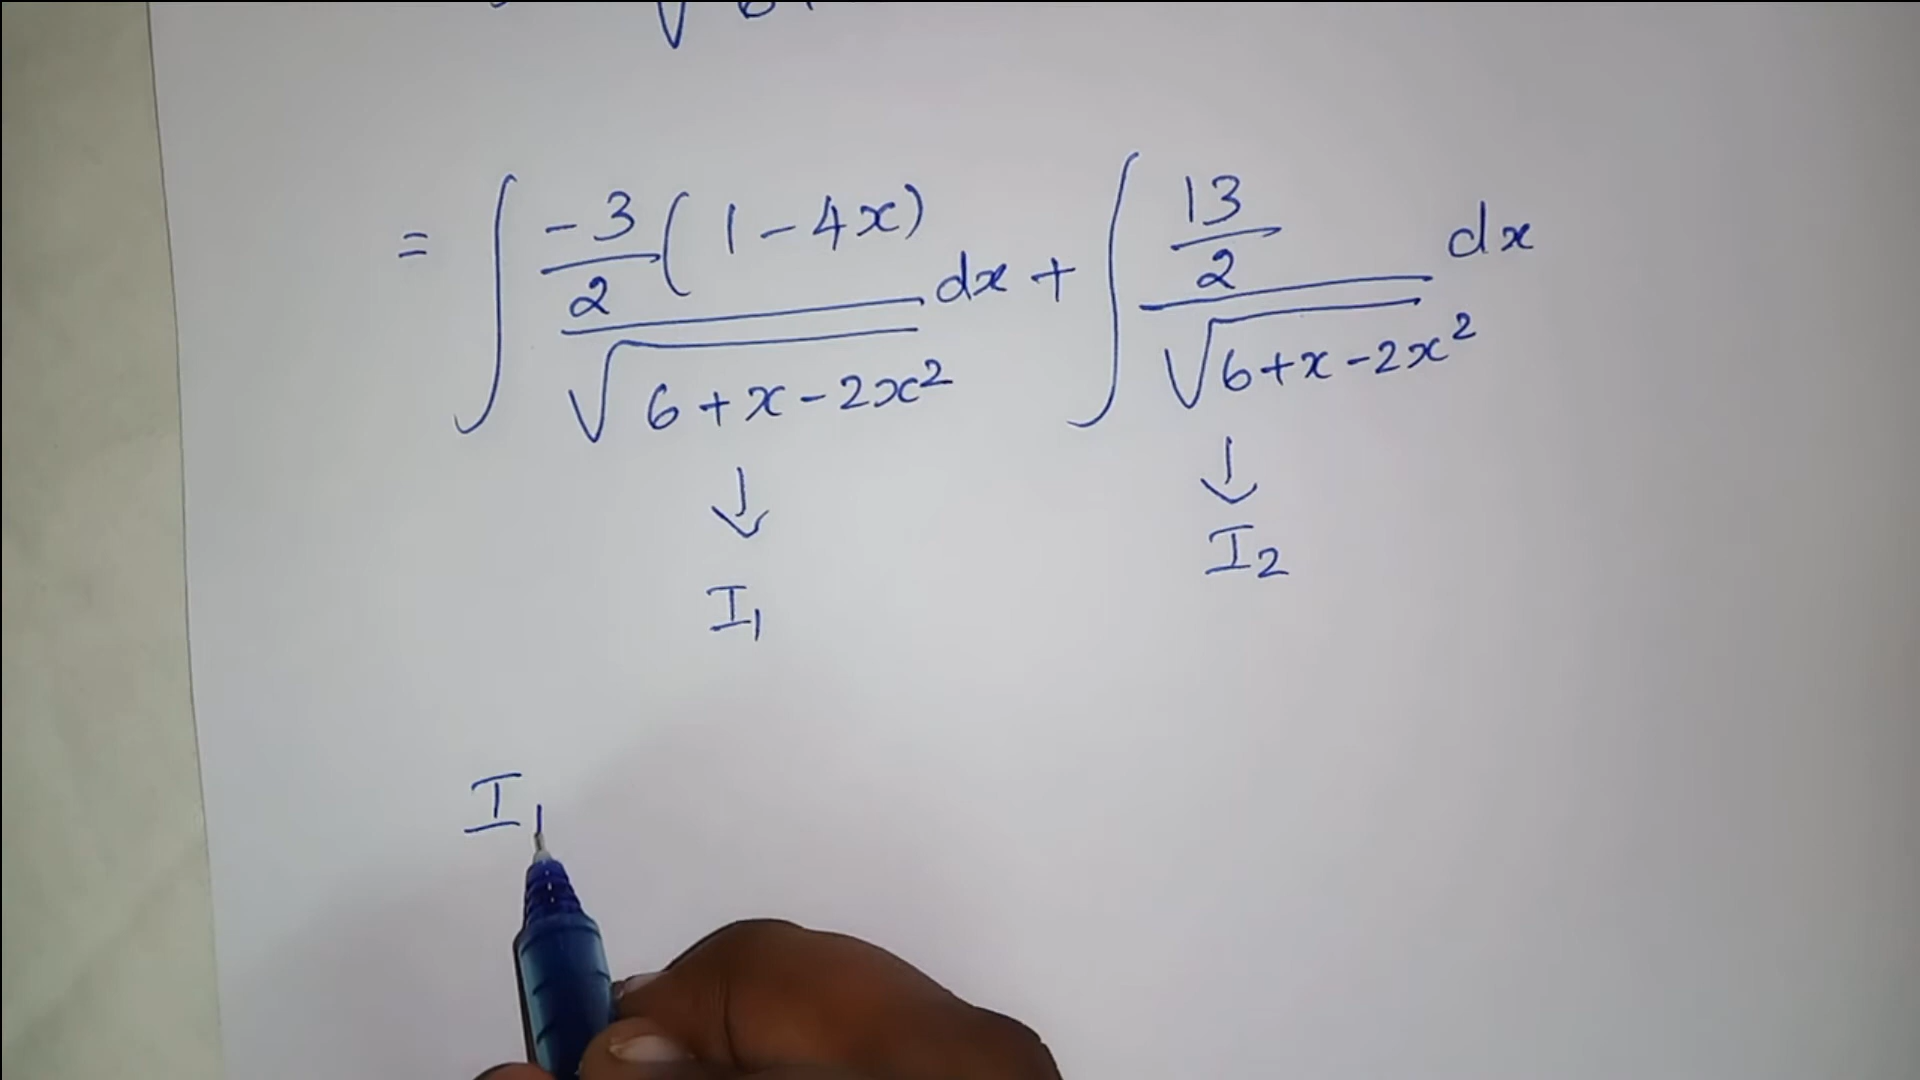 = ∫ -3/2 (1-4x) / √(6+x-2x²) dx + ∫ 13/2 / √(6+x-2x²) dx
↓ ↓
I₁ I₂
I₁